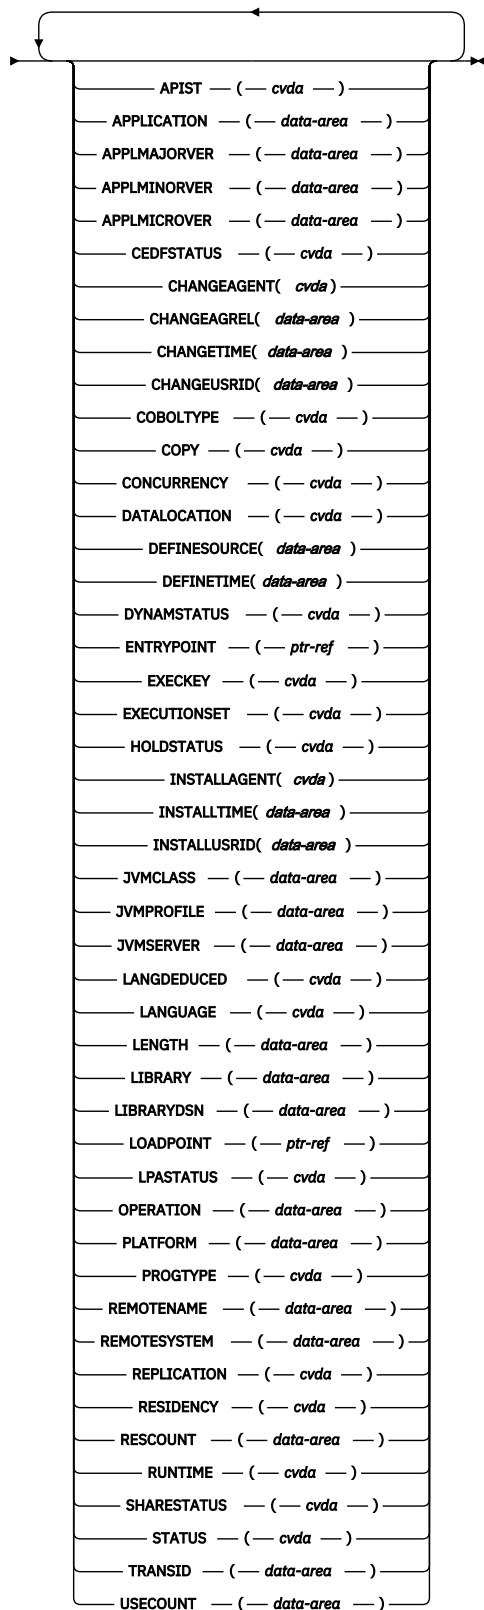 APIST ( cvda )
APPLICATION ( data-area )
APPLMAJORVER ( data-area )
APPLMINORVER ( data-area )
APPLMICROVER ( data-area )
CEDFSTATUS ( cvda )
CHANGEAGENT( cvda )
CHANGEAGREL( data-area )
CHANGETIME( data-area )
CHANGEUSRID( data-area )
COBOLTYPE ( cvda )
COPY ( cvda )
CONCURRENCY ( cvda )
DATALOCATION ( cvda )
DEFINESOURCE( data-area )
DEFINETIME( data-area )
DYNAMSTATUS ( cvda )
ENTRYPOINT ( ptr-ref )
EXECKEY ( cvda )
EXECUTIONSET ( cvda )
HOLDSTATUS ( cvda )
INSTALLAGENT( cvda )
INSTALLTIME( data-area )
INSTALLUSRID( data-area )
JVMCLASS ( data-area )
JVMPROFILE ( data-area )
JVMSERVER ( data-area )
LANGDEDUCED ( cvda )
LANGUAGE ( cvda )
LENGTH ( data-area )
LIBRARY ( data-area )
LIBRARYDSN ( data-area )
LOADPOINT ( ptr-ref )
LPASTATUS ( cvda )
OPERATION ( data-area )
PLATFORM ( data-area )
PROGTYPE ( cvda )
REMOTENAME ( data-area )
REMOTESYSTEM ( data-area )
REPLICATION ( cvda )
RESIDENCY ( cvda )
RESCOUNT ( data-area )
RUNTIME ( cvda )
SHARESTATUS ( cvda )
STATUS ( cvda )
TRANSID ( data-area )
USECOUNT ( data-area )